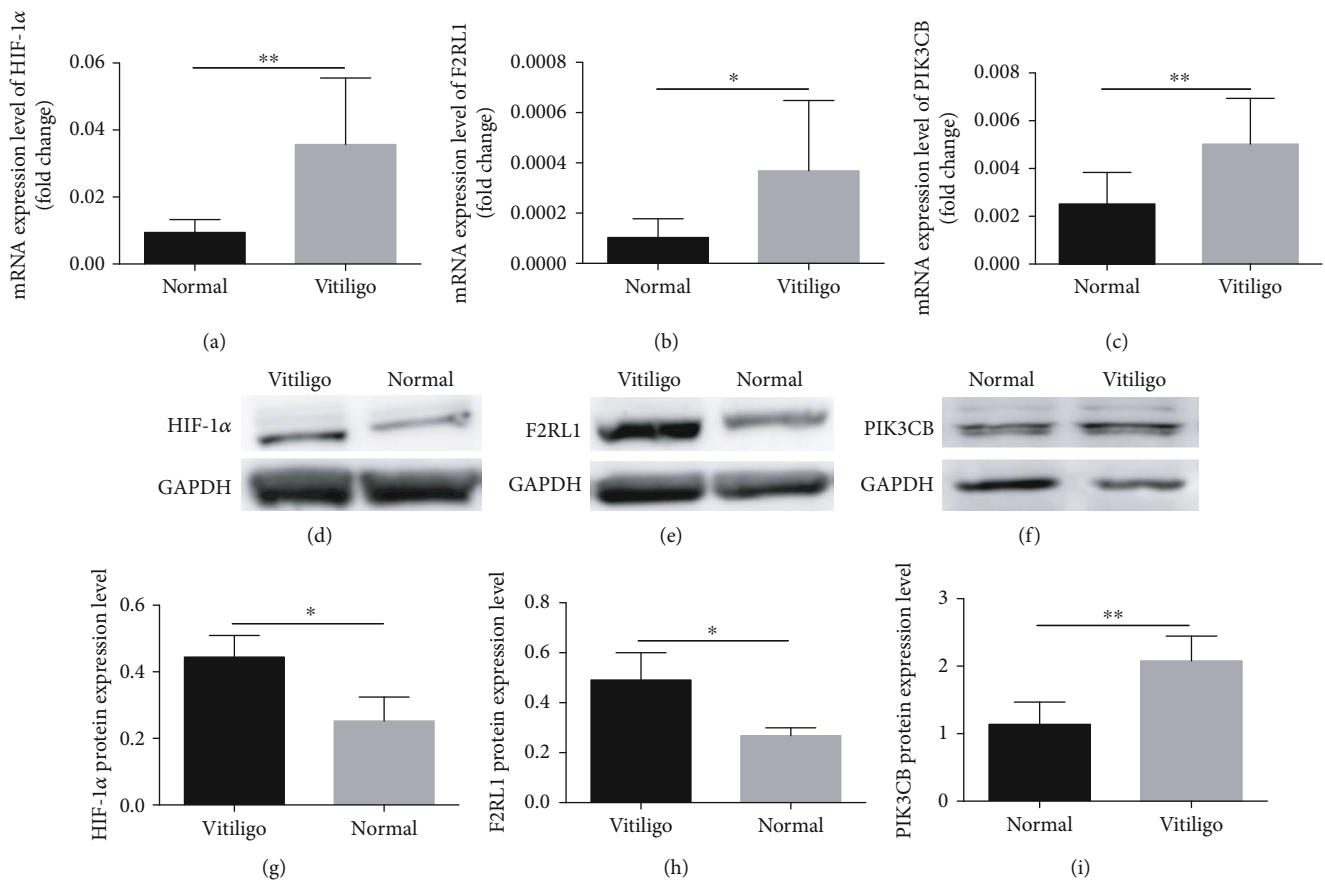 mRNA expression level of HIF-1α
(fold change)
0.06
0.04
0.02
0.00
**
Normal
Vitiligo
(a)
mRNA expression level of F2RL1
(fold change)
0.0008
0.0006
0.0004
0.0002
0.0000
*
Normal
Vitiligo
(b)
mRNA expression level of PIK3CB
(fold change)
0.008
0.006
0.004
0.002
0.000
**
Normal
Vitiligo
(c)
Vitiligo Normal
HIF-1α
GAPDH
(d)
Vitiligo Normal
F2RL1
GAPDH
(e)
Normal Vitiligo
PIK3CB
GAPDH
(f)
HIF-1α protein expression level
0.6
0.4
0.2
0.0
*
Vitiligo
Normal
(g)
F2RL1 protein expression level
0.8
0.6
0.4
0.2
0.0
*
Vitiligo
Normal
(h)
PIK3CB protein expression level
3
2
1
0
**
Normal
Vitiligo
(i)